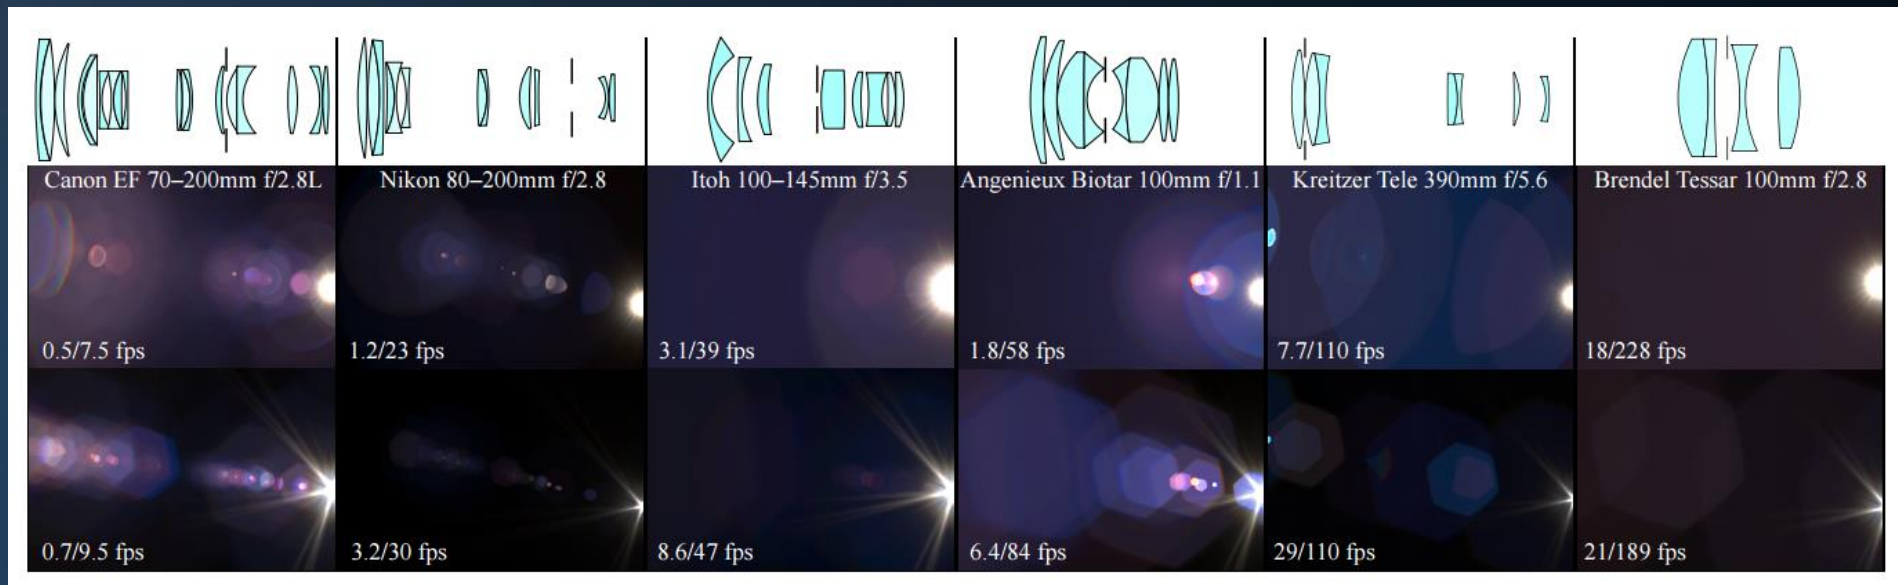 Canon EF 70–200mm f/2.8L
Nikon 80–200mm f/2.8
Itoh 100–145mm f/3.5
Angenieux Biotar 100mm f/1.1
Kreitzer Tele 390mm f/5.6
Brendel Tessar 100mm f/2.8
0.5/7.5 fps
1.2/23 fps
3.1/39 fps
1.8/58 fps
7.7/110 fps
18/228 fps
0.7/9.5 fps
3.2/30 fps
8.6/47 fps
6.4/84 fps
29/110 fps
21/189 fps